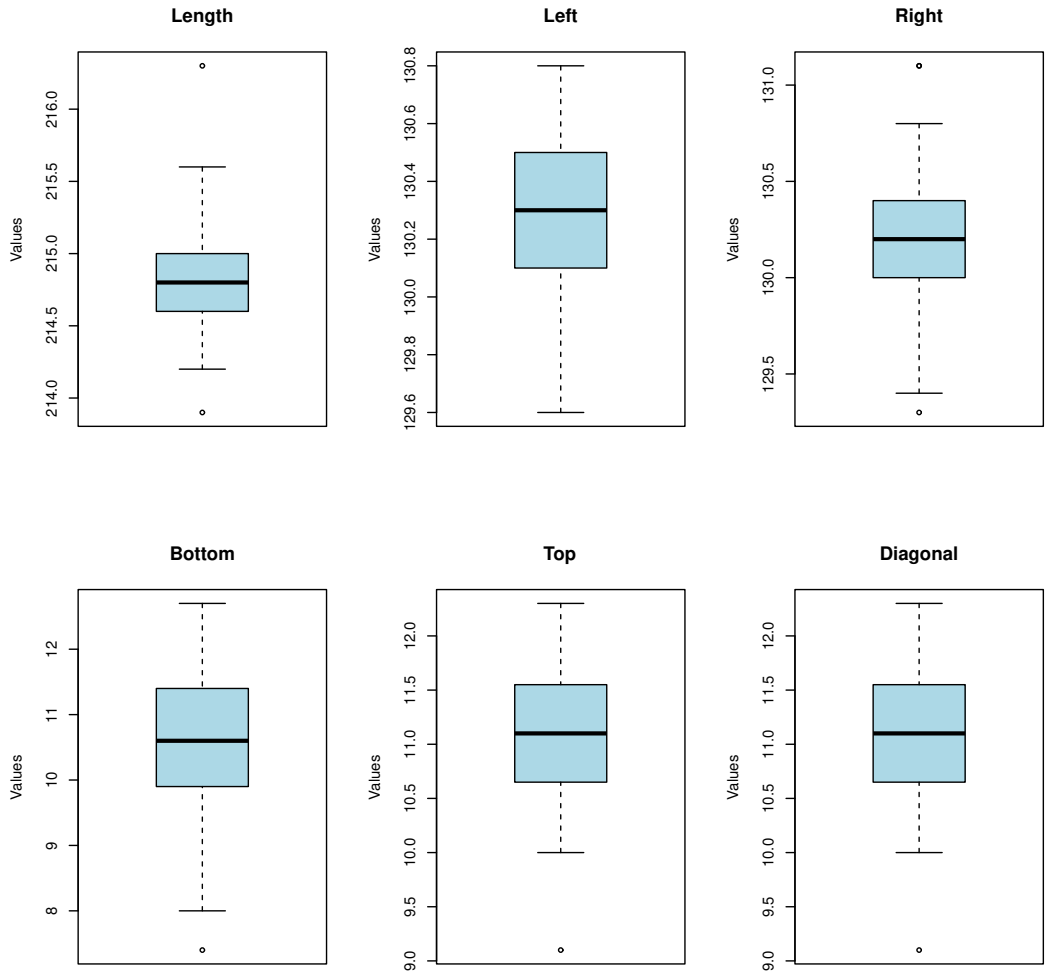 Length
Values
216.0
215.5
215.0
214.5
214.0
Left
Values
130.8
130.6
130.4
130.2
130.0
129.8
129.6
Right
Values
131.0
130.5
130.0
129.5
Bottom
Values
12
11
10
9
8
Top
Values
12.0
11.5
11.0
10.5
10.0
9.5
9.0
Diagonal
Values
12.0
11.5
11.0
10.5
10.0
9.5
9.0